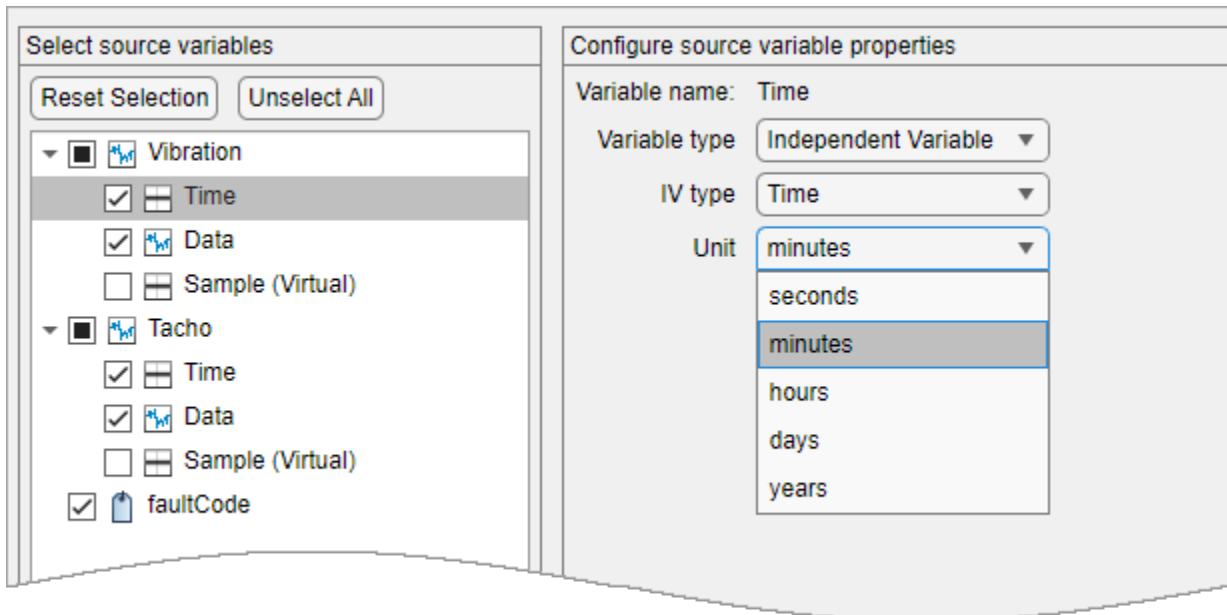 Select source variables
Reset Selection Unselect All
Vibration
Time
Data
Sample (Virtual)
Tacho
Time
Data
Sample (Virtual)
faultCode
Configure source variable properties
Variable name: Time
Variable type Independent Variable
IV type Time
Unit minutes
seconds
minutes
hours
days
years